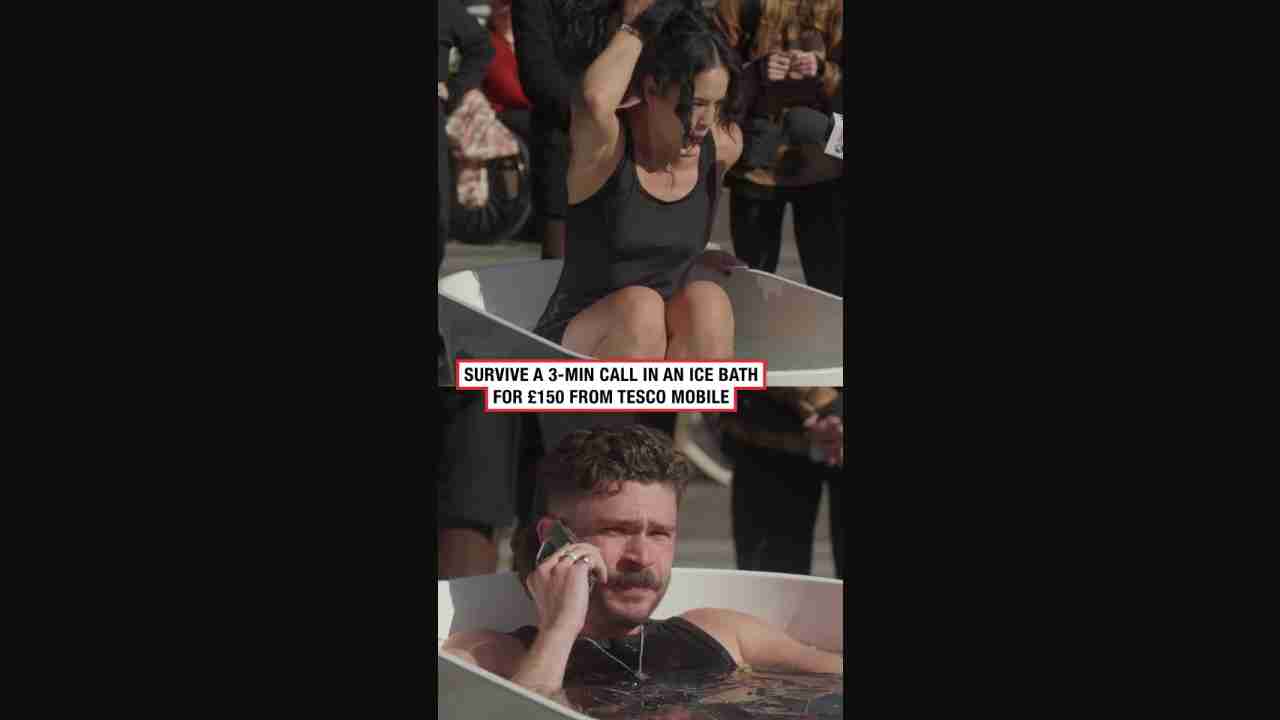 SURVIVE A 3-MIN CALL IN AN ICE BATH
FOR £150 FROM TESCO MOBILE